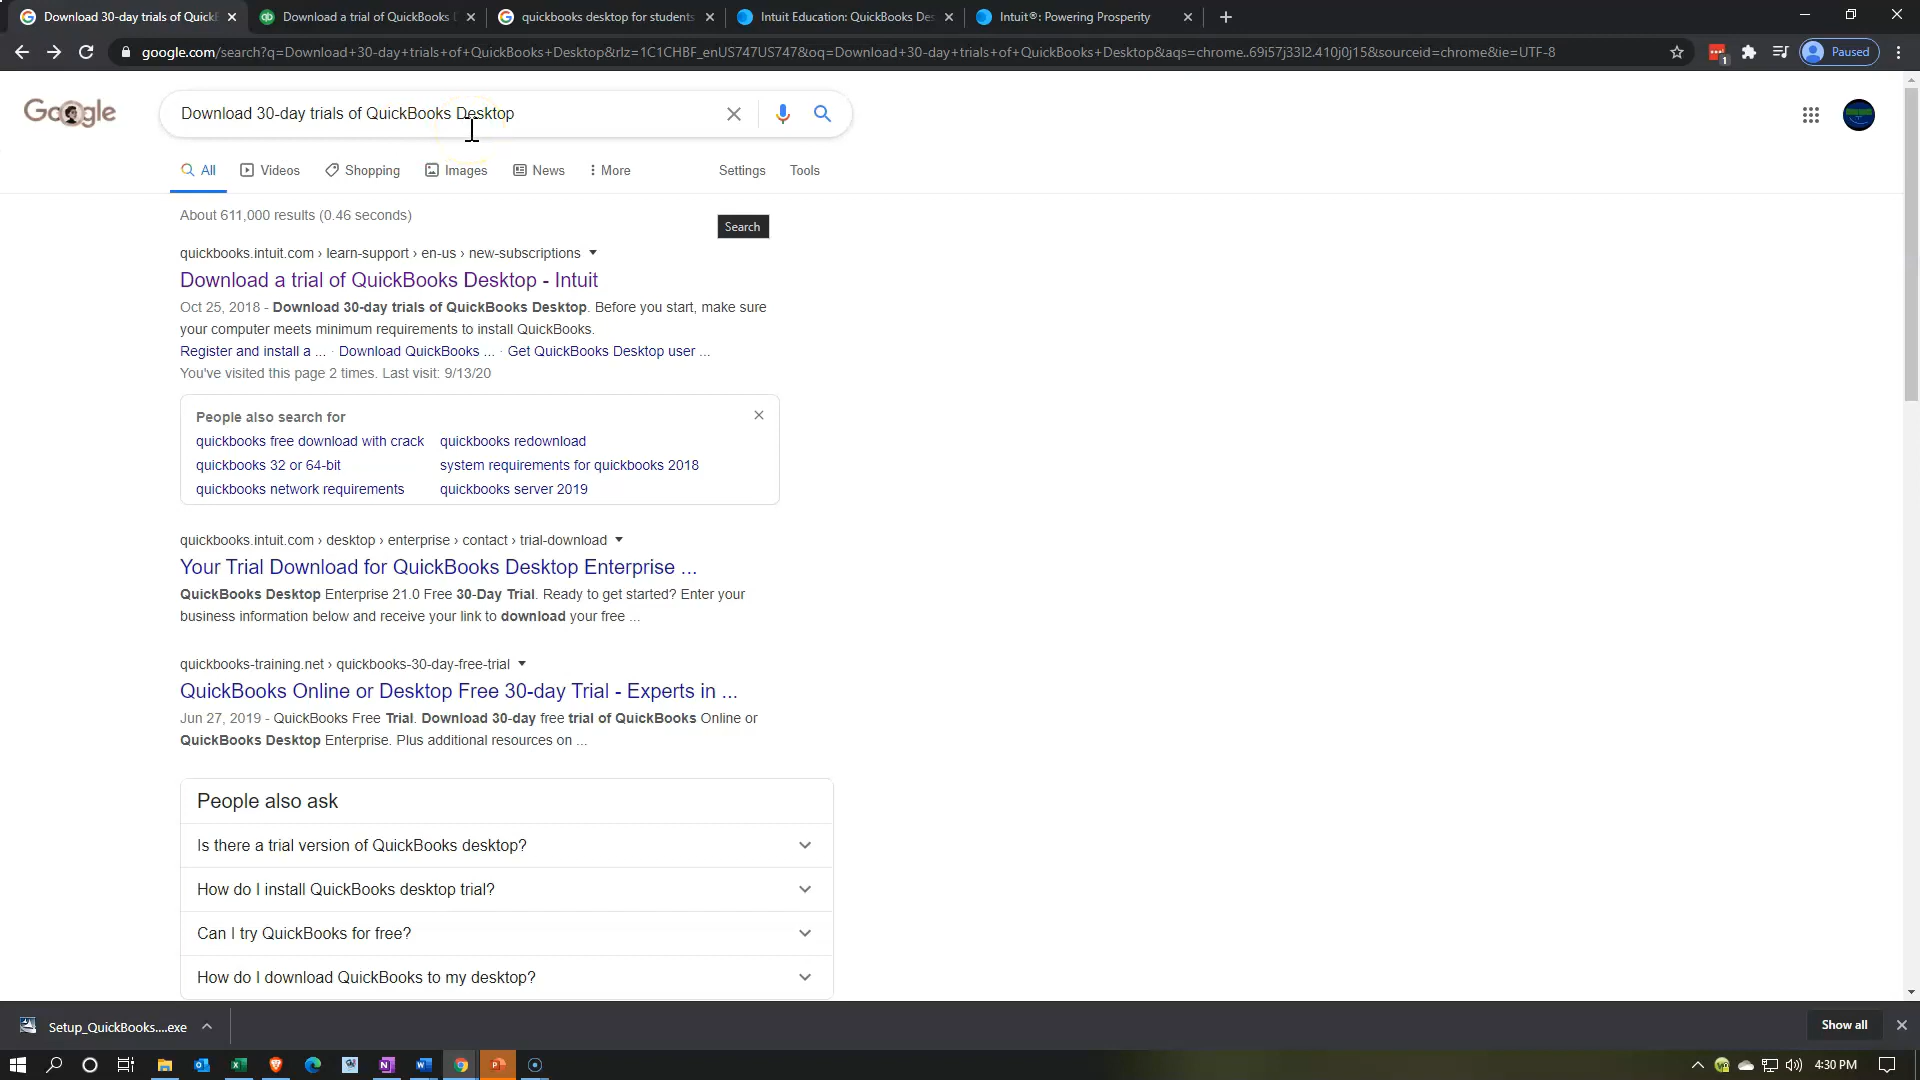 Download 30-day trials of QuickB
Download a trial of QuickBooks D
quickbooks desktop for students
Intuit Education: QuickBooks Des
Intuit®: Powering Prosperity
google.com/search?q=Download+30-day+trials+of+QuickBooks+Desktop&rlz=1C1CHBF_enUS747US747&oq=Download+30-day+trials+of+QuickBooks+Desktop&aqs=chrome..69i57j33l2.410j0j15&sourceid=chrome&ie=UTF-8
1
Paused
Google
Download 30-day trials of QuickBooks Desktop
All
Videos
Shopping
Images
News
More
Settings
Tools
About 611,000 results (0.46 seconds)
Search
quickbooks.intuit.com › learn-support › en-us › new-subscriptions
Download a trial of QuickBooks Desktop - Intuit
Oct 25, 2018 - Download 30-day trials of QuickBooks Desktop. Before you start, make sure
your computer meets minimum requirements to install QuickBooks.
Register and install a ... · Download QuickBooks ... · Get QuickBooks Desktop user ...
You've visited this page 2 times. Last visit: 9/13/20
People also search for
quickbooks free download with crack
quickbooks redownload
quickbooks 32 or 64-bit
system requirements for quickbooks 2018
quickbooks network requirements
quickbooks server 2019
quickbooks.intuit.com › desktop › enterprise › contact › trial-download
Your Trial Download for QuickBooks Desktop Enterprise ...
QuickBooks Desktop Enterprise 21.0 Free 30-Day Trial. Ready to get started? Enter your
business information below and receive your link to download your free ...
quickbooks-training.net › quickbooks-30-day-free-trial
QuickBooks Online or Desktop Free 30-day Trial - Experts in ...
Jun 27, 2019 - QuickBooks Free Trial. Download 30-day free trial of QuickBooks Online or
QuickBooks Desktop Enterprise. Plus additional resources on ...
People also ask
Is there a trial version of QuickBooks desktop?
How do I install QuickBooks desktop trial?
Can I try QuickBooks for free?
How do I download QuickBooks to my desktop?
Setup_QuickBooks....exe
Show all
4:30 PM